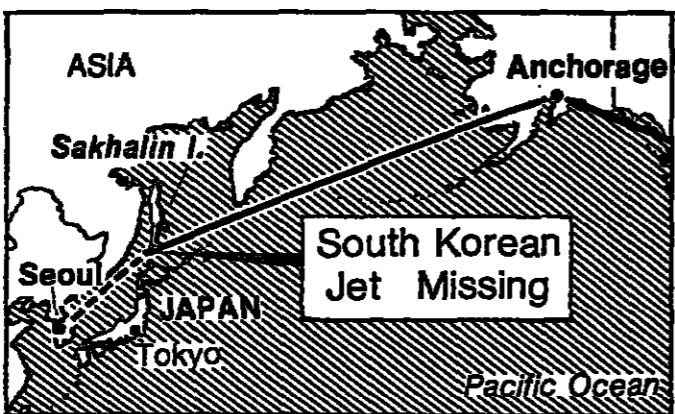 ASIA
Anchorage
Sakhalin I.
South Korean
Jet Missing
Seoul
JAPAN
Tokyo
Pacific Ocean